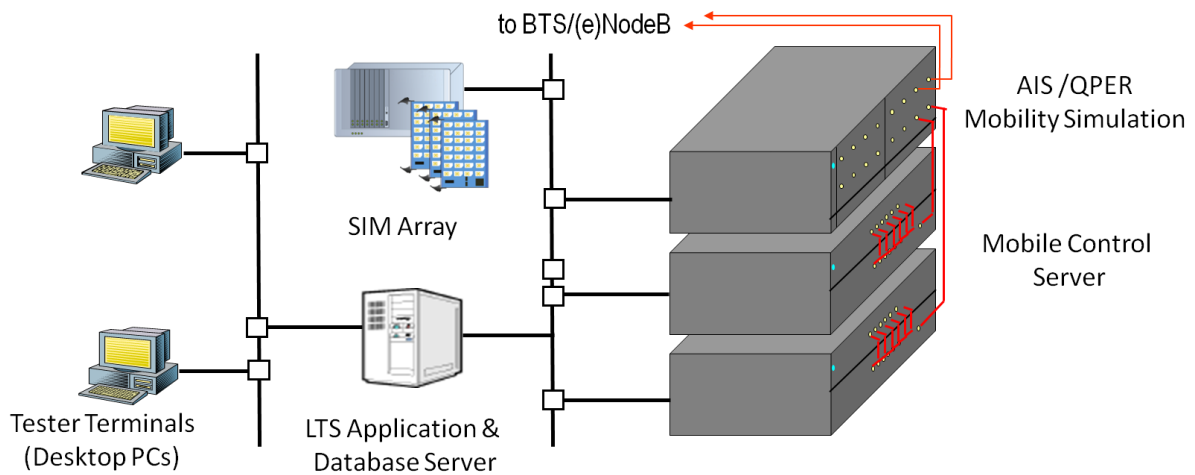 to BTS/(e)NodeB
AIS /QPER
Mobility Simulation
SIM Array
Mobile Control
Server
Tester Terminals
(Desktop PCs)
LTS Application &
Database Server